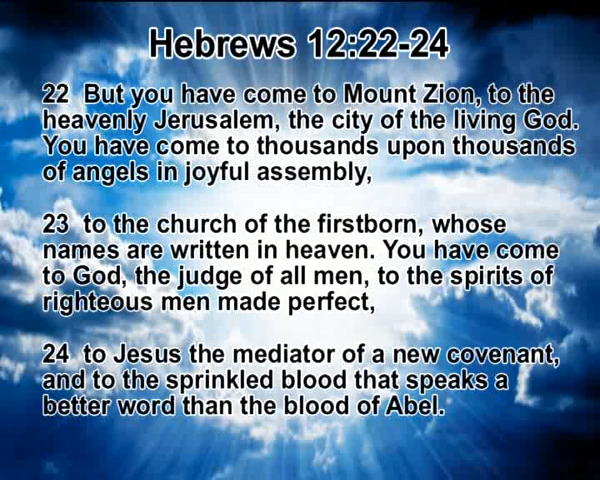 Hebrews 12:22-24
22 But you have come to Mount Zion, to the
heavenly Jerusalem, the city of the living God.
You have come to thousands upon thousands
of angels in joyful assembly,
23 to the church of the firstborn, whose
names are written in heaven. You have come
to God, the judge of all men, to the spirits of
righteous men made perfect,
24 to Jesus the mediator of a new covenant,
and to the sprinkled blood that speaks a
better word than the blood of Abel.